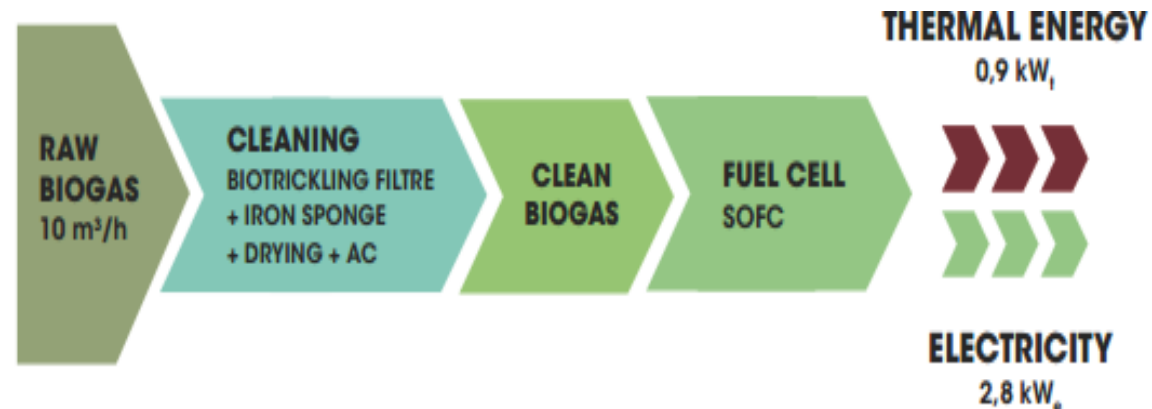 RAW
BIOGAS
10 m³/h
CLEANING
BIOTRICKLING FILTRE
+ IRON SPONGE
+ DRYING + AC
CLEAN
BIOGAS
FUEL CELL
SOFC
THERMAL ENERGY
0,9 kWₜ
ELECTRICITY
2,8 kWₑ